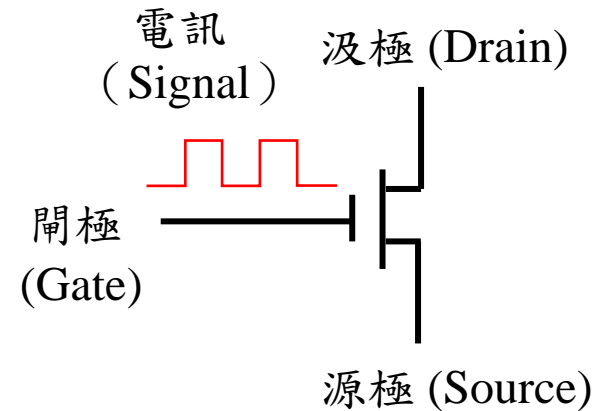 電訊
（Signal）
汲極 (Drain)
閘極
(Gate)
源極 (Source)